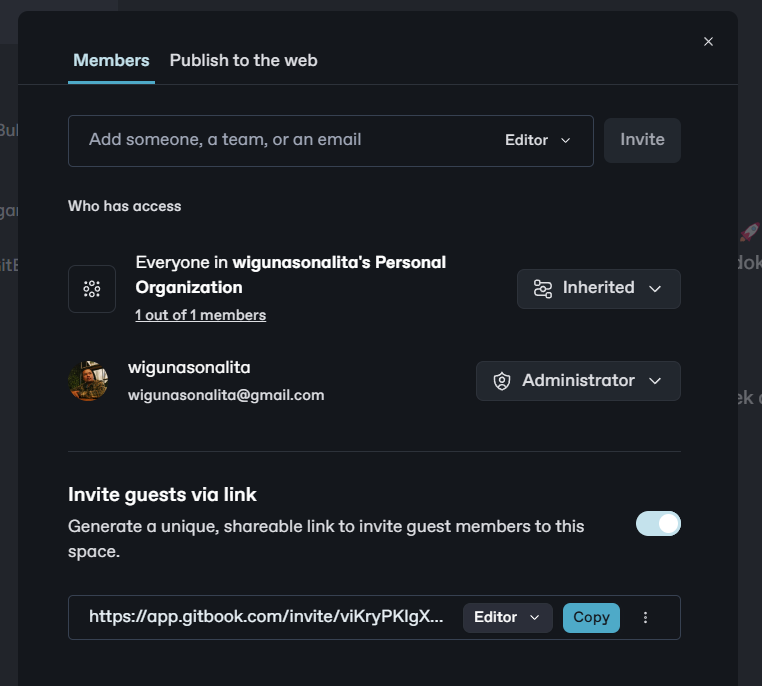 Members Publish to the web
Add someone, a team, or an email Editor Invite
Who has access
Everyone in wigunasonalita's Personal
Organization
Inherited
1 out of 1 members
wigunasonalita
Administrator
wigunasonalita@gmail.com
Invite guests via link
Generate a unique, shareable link to invite guest members to this
space.
https://app.gitbook.com/invite/viKryPKIgX... Editor Copy